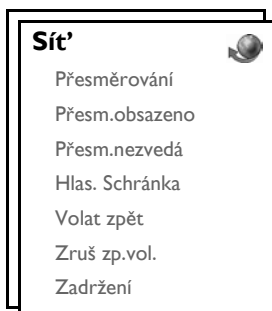 Síť
Přesměrování
Přesm.obsazeno
Přesm.nezvedá
Hlas. Schránka
Volat zpět
Zruš zp.vol.
Zadržení